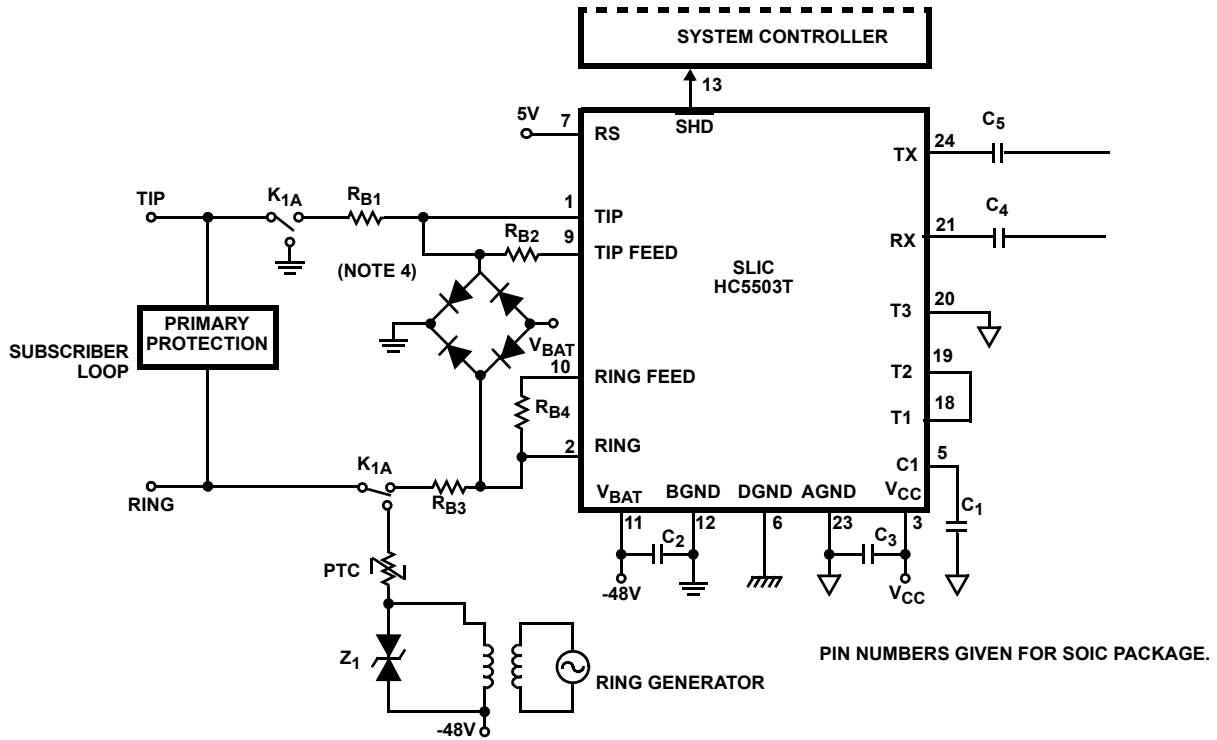 SYSTEM CONTROLLER
13
5V
7
RS
SHD
C5
24
TX
TIP
K1A
RB1
1
TIP
C4
21
RX
RB2
9
TIP FEED
(NOTE 4)
SLIC
HC5503T
20
T3
PRIMARY
PROTECTION
SUBSCRIBER
LOOP
VBAT
10
RING FEED
19
T2
RB4
18
T1
2
RING
5
C1
K1A
RING
RB3
VBAT
BGND
DGND
AGND
VCC
C1
11
12
6
23
3
C2
C3
-48V
VCC
PTC
Z1
RING GENERATOR
-48V
PIN NUMBERS GIVEN FOR SOIC PACKAGE.